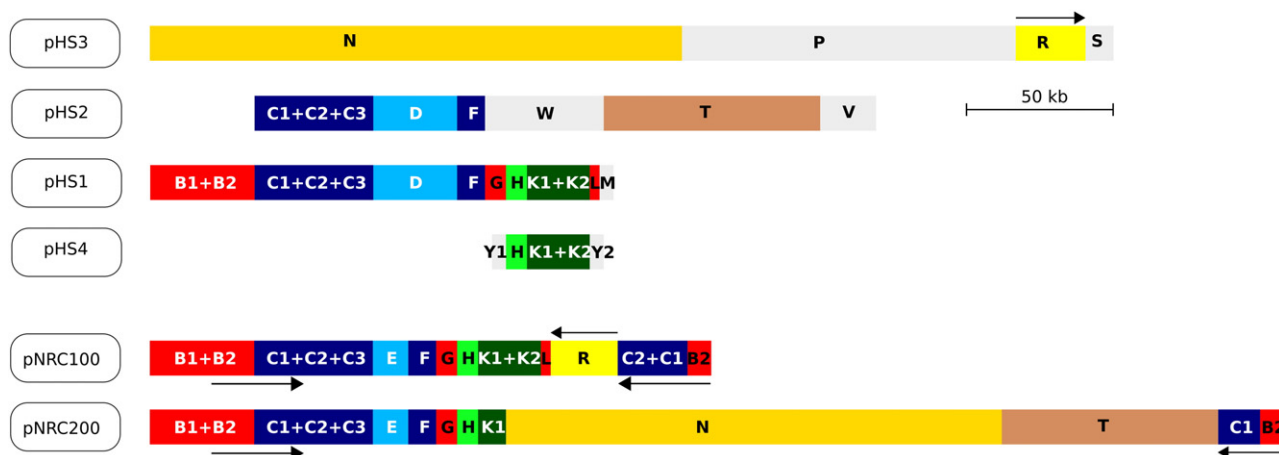 pHS3 N P R S
pHS2 C1+C2+C3 D F W T V 50 kb
pHS1 B1+B2 C1+C2+C3 D F G H K1+K2 L M
pHS4 Y1 H K1+K2 Y2
pNRC100 B1+B2 C1+C2+C3 E F G H K1+K2 L R C2+C1 B2
pNRC200 B1+B2 C1+C2+C3 E F G H K1 N T C1 B2